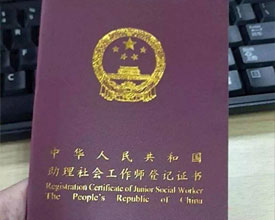 中华人民共和国
助理社会工作师登记证书
Registration Certificate of Junior Social Worker
The People's Republic of China